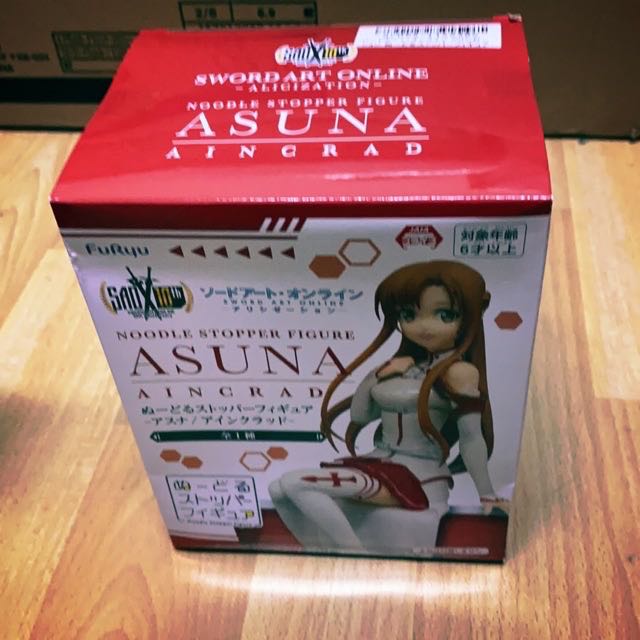 SWORD ART ONLINE
-ALICIZATION-
NOODLE STOPPER FIGURE
ASUNA
AINCRAD
FuRyu
対象年齢
6才以上
ソードアート・オンライン
SWORD ART ONLINE
-アリシゼーション-
NOODLE STOPPER FIGURE
ASUNA
AINCRAD
ぬーどるストッパーフィギュア
-アスナ/アインクラッド-
全1種
ぬーどる
ストッパー
フィギュア